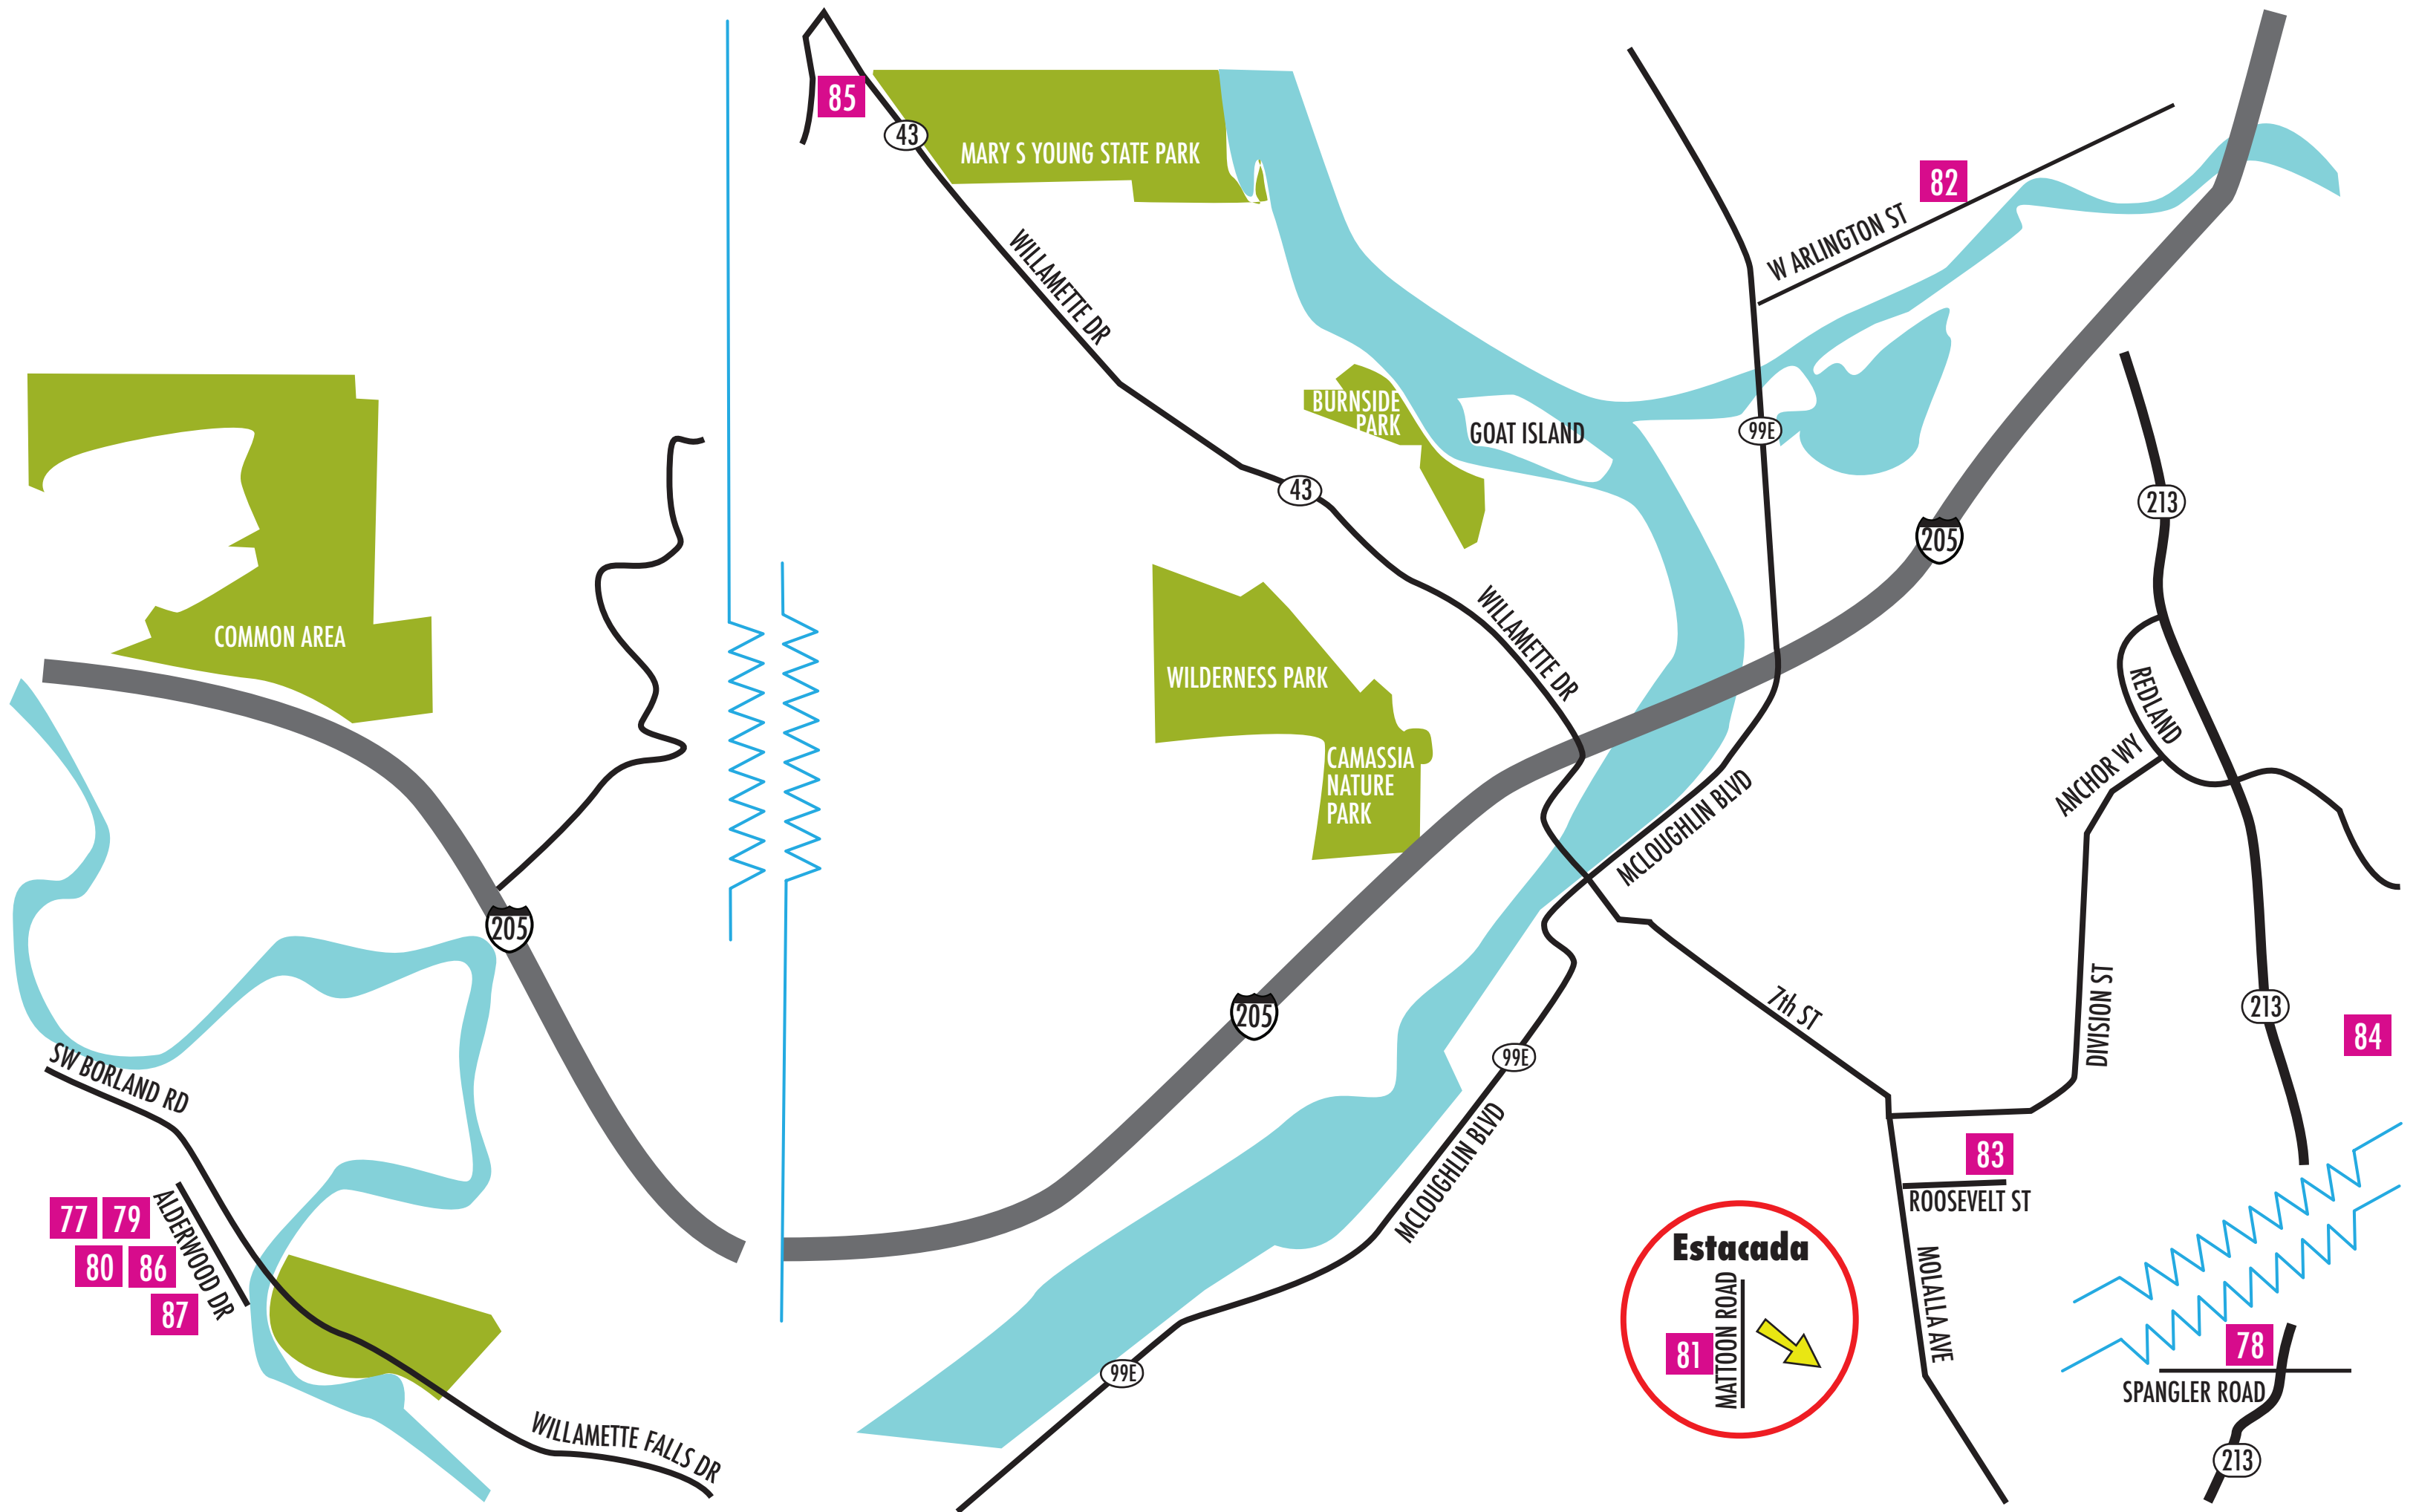 85
43
MARY S YOUNG STATE PARK
82
W ARLINGTON ST
WILLAMETTE DR
BURNSIDE
PARK
GOAT ISLAND
99E
43
213
205
COMMON AREA
WILLAMETTE DR
WILDERNESS PARK
REDLAND
CAMASSIA
NATURE
PARK
ANCHOR WY
MCLOUGHLIN BLVD
205
205
7th ST
DIVISION ST
213
84
99E
SW BORLAND RD
MCLOUGHLIN BLVD
83
ROOSEVELT ST
77
79
ALDERWOOD DR
80
86
87
Estacada
MATTOON ROAD
81
MOLALLA AVE
78
SPANGLER ROAD
99E
WILLAMETTE FALLS DR
213